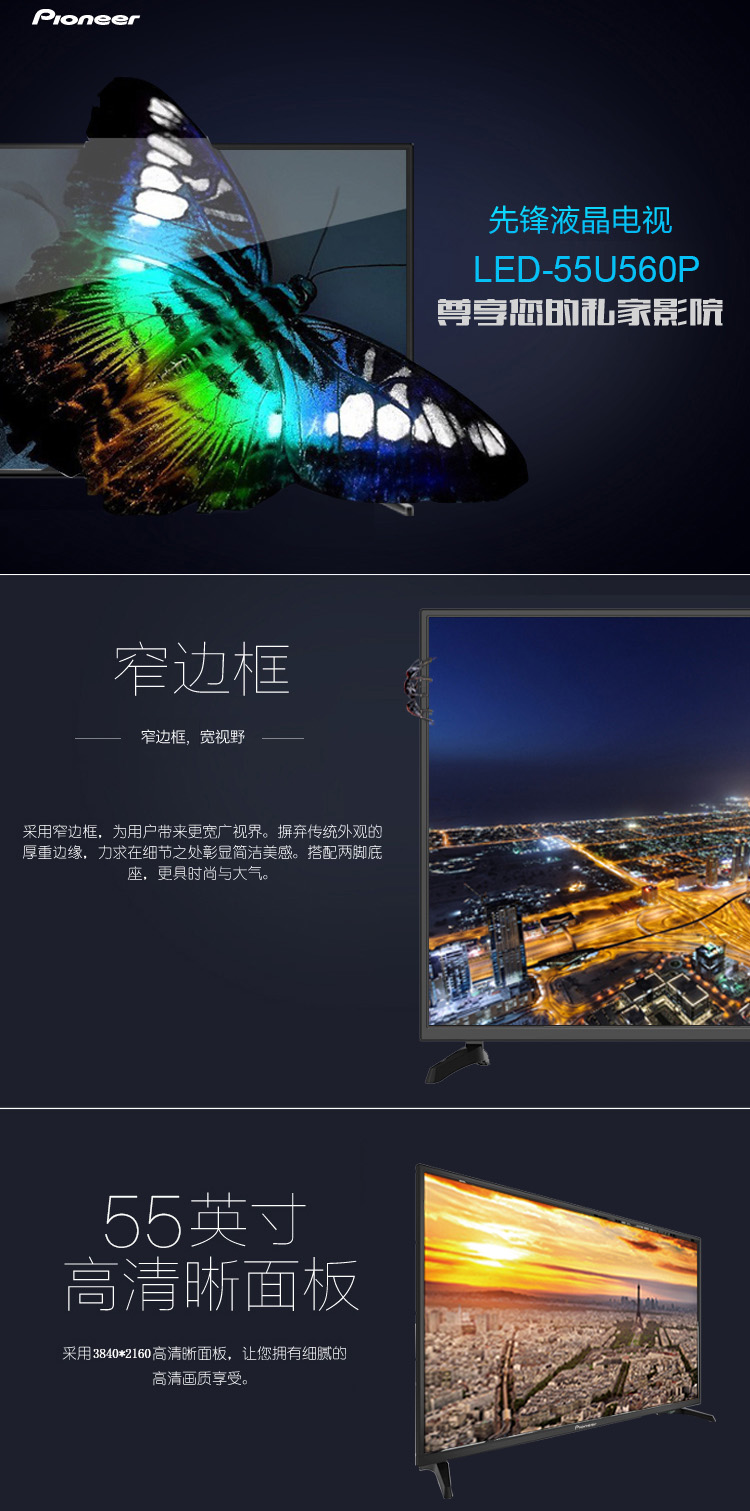 Pioneer
先锋液晶电视
LED-55U560P
尊享您的私家影院
窄边框
窄边框，宽视野
采用窄边框，为用户带来更宽广视界。摒弃传统外观的
厚重边缘，力求在细节之处彰显简洁美感。搭配两脚底
座，更具时尚与大气。
55英寸
高清晰面板
采用3840*2160高清晰面板，让您拥有细腻的
高清画质享受。
Pioneer